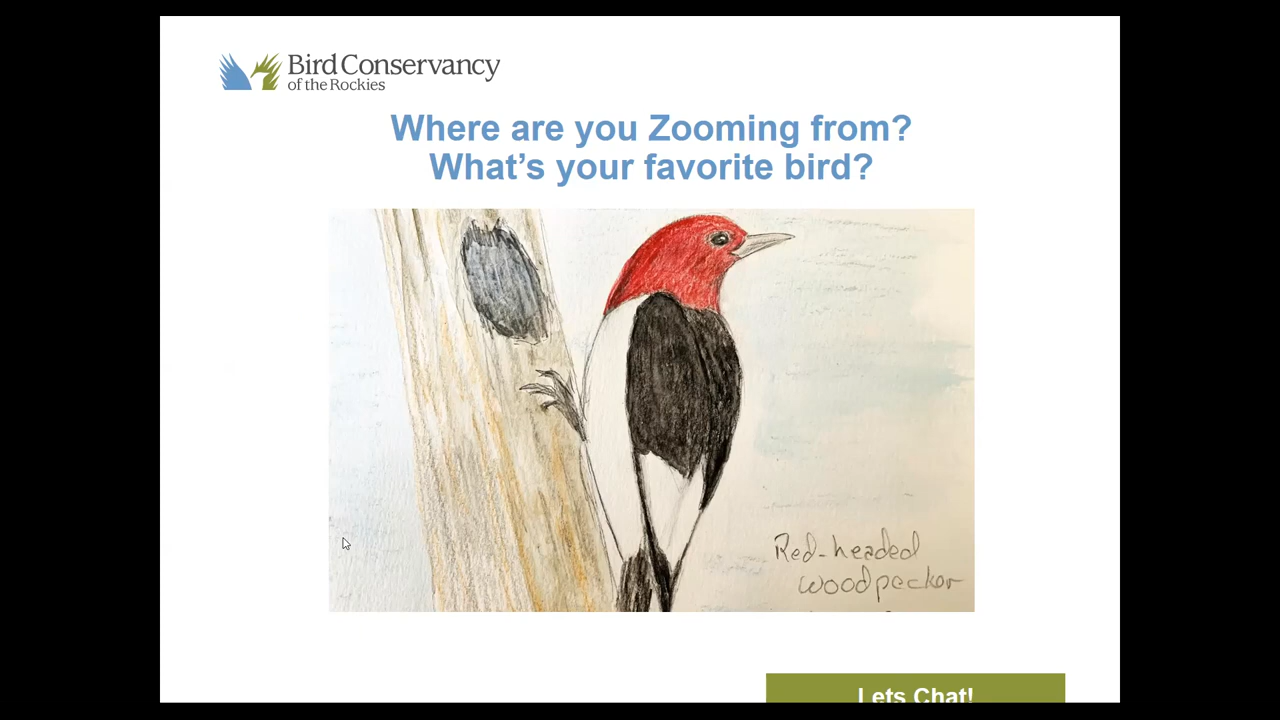 Bird Conservancy
of the Rockies
Where are you Zooming from?
What's your favorite bird?
Red-headed
woodpecker
Lets Chat!